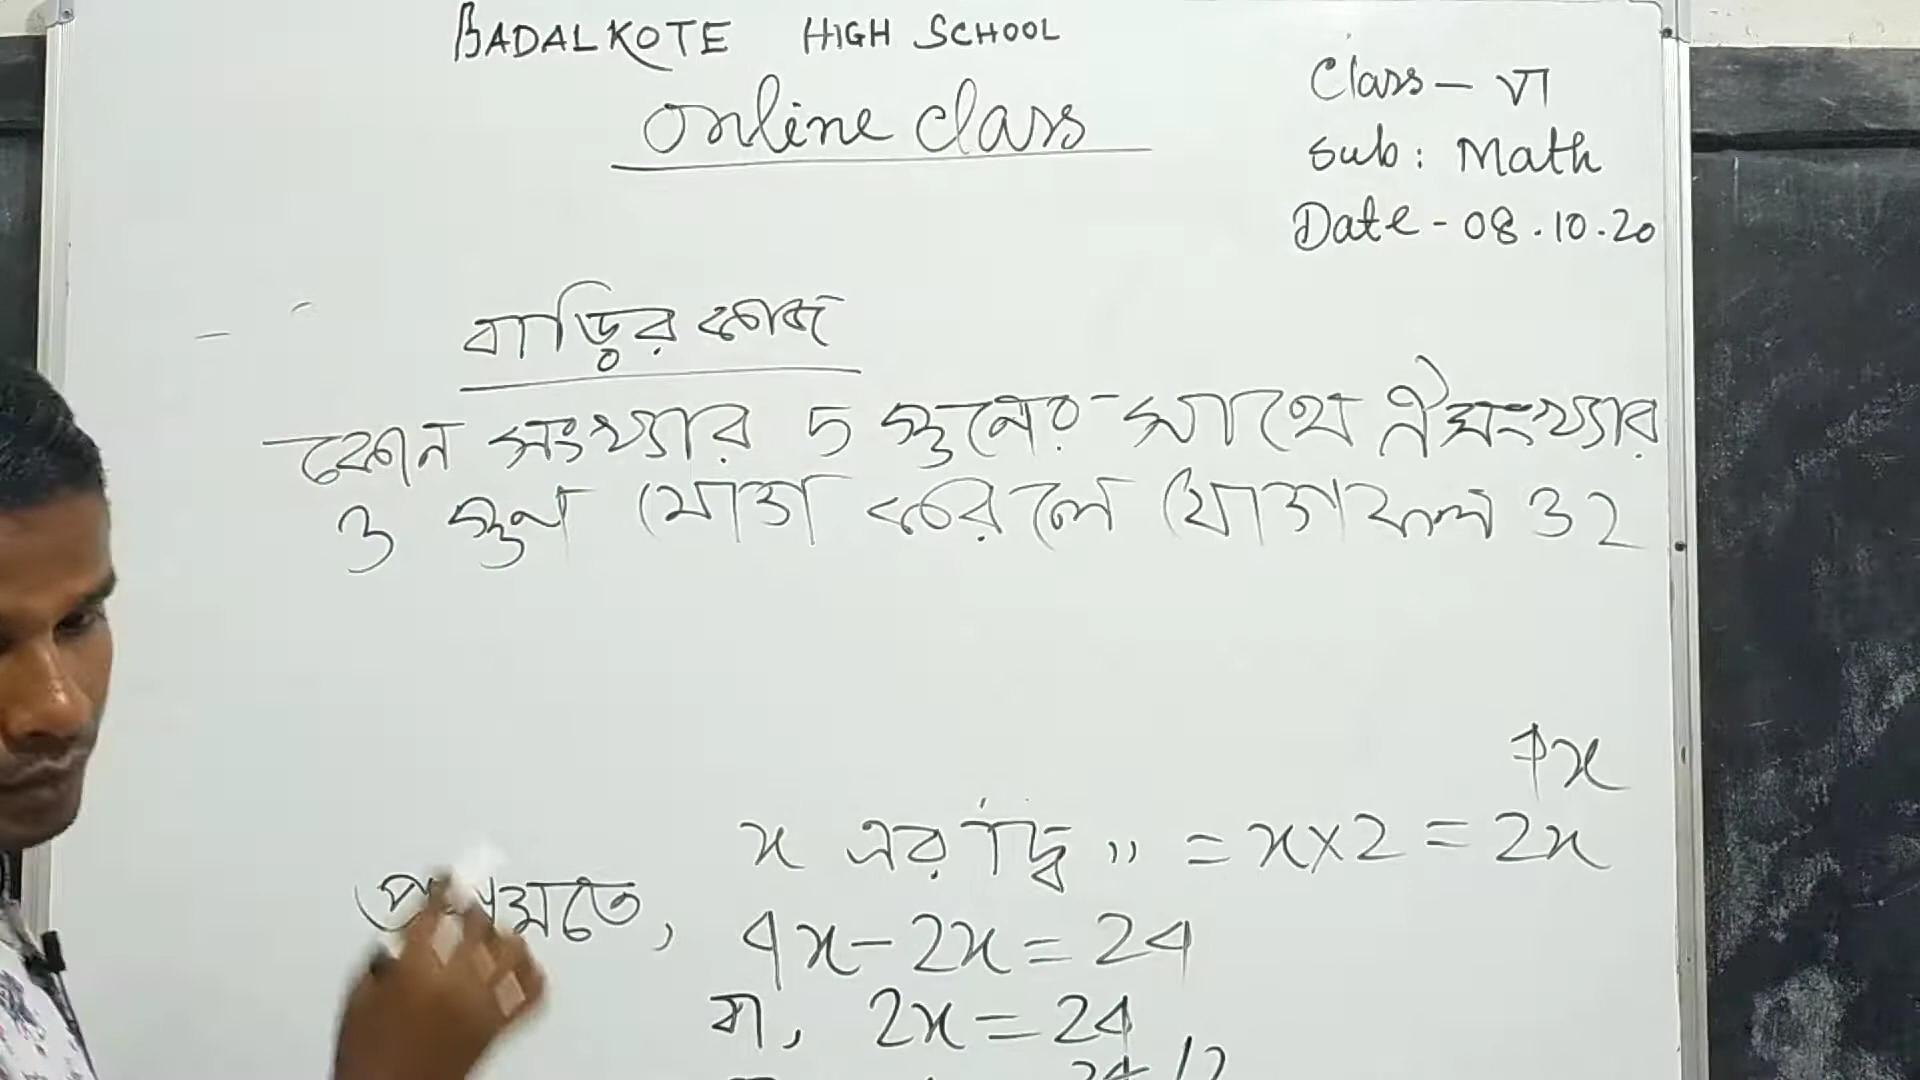 BADALKOTE HIGH SCHOOL
Online class
Class - VI
Sub: Math
Date - 08.10.20
বাড়ির কাজ
কোন সংখ্যার 5 গুনের সাথে ঐ সংখ্যার
3 গুণ যোগ করিলে যোগফল 32
4x
x এর দ্বি " = x×2 = 2x
প্রশ্নমতে, 4x-2x=24
বা, 2x=24